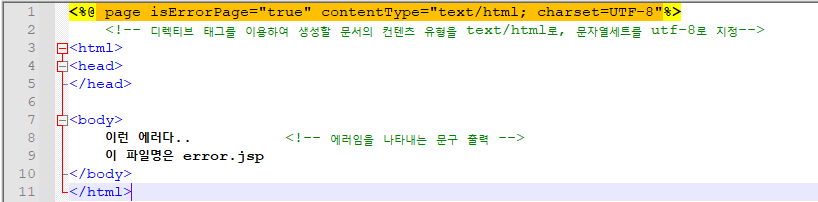 1 <%@ page isErrorPage="true" contentType="text/html; charset=UTF-8"%>
2 <!-- 디렉티브 태그를 이용하여 생성할 문서의 컨텐츠 유형을 text/html로, 문자열세트를 utf-8로 지정-->
3 <html>
4 <head>
5 </head>
6
7 <body>
8 이런 에러다.. <!-- 에러임을 나타내는 문구 출력 -->
9 이 파일명은 error.jsp
10 </body>
11 </html>